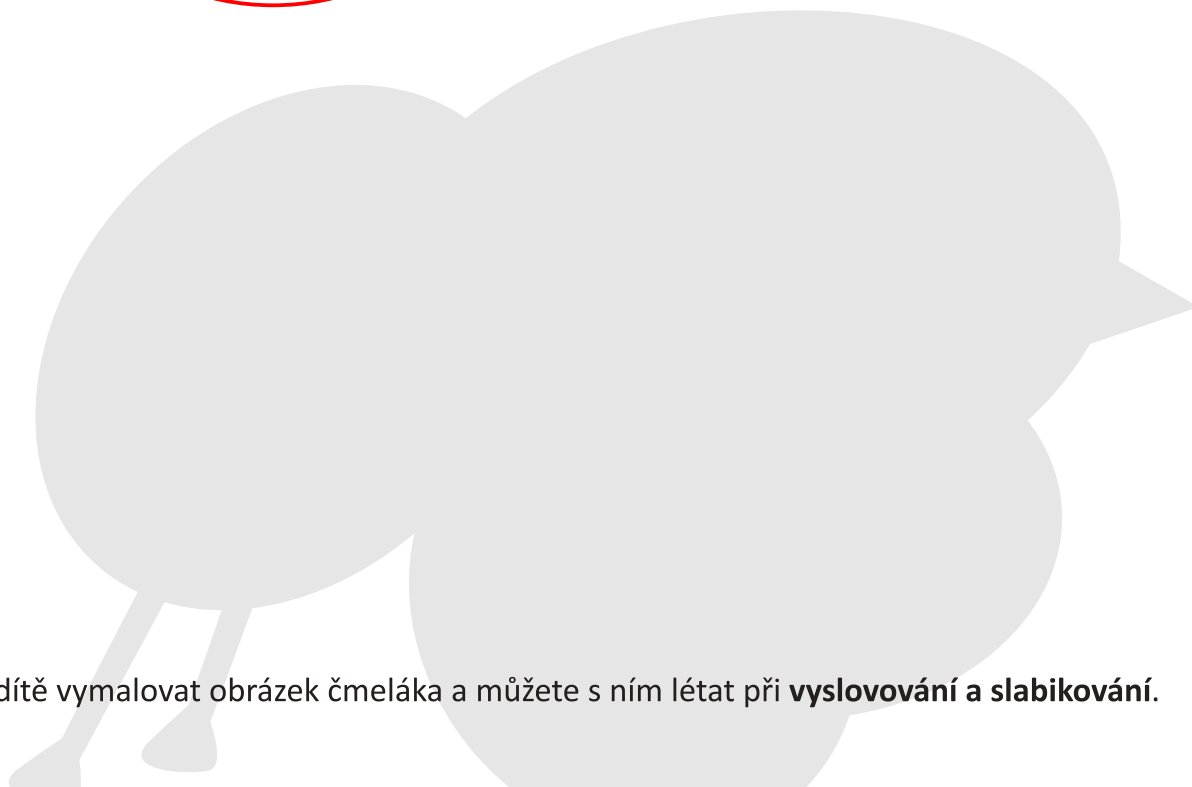 dítě vymalovat obrázek čmeláka a můžete s ním létat při vyslovování a slabikování.